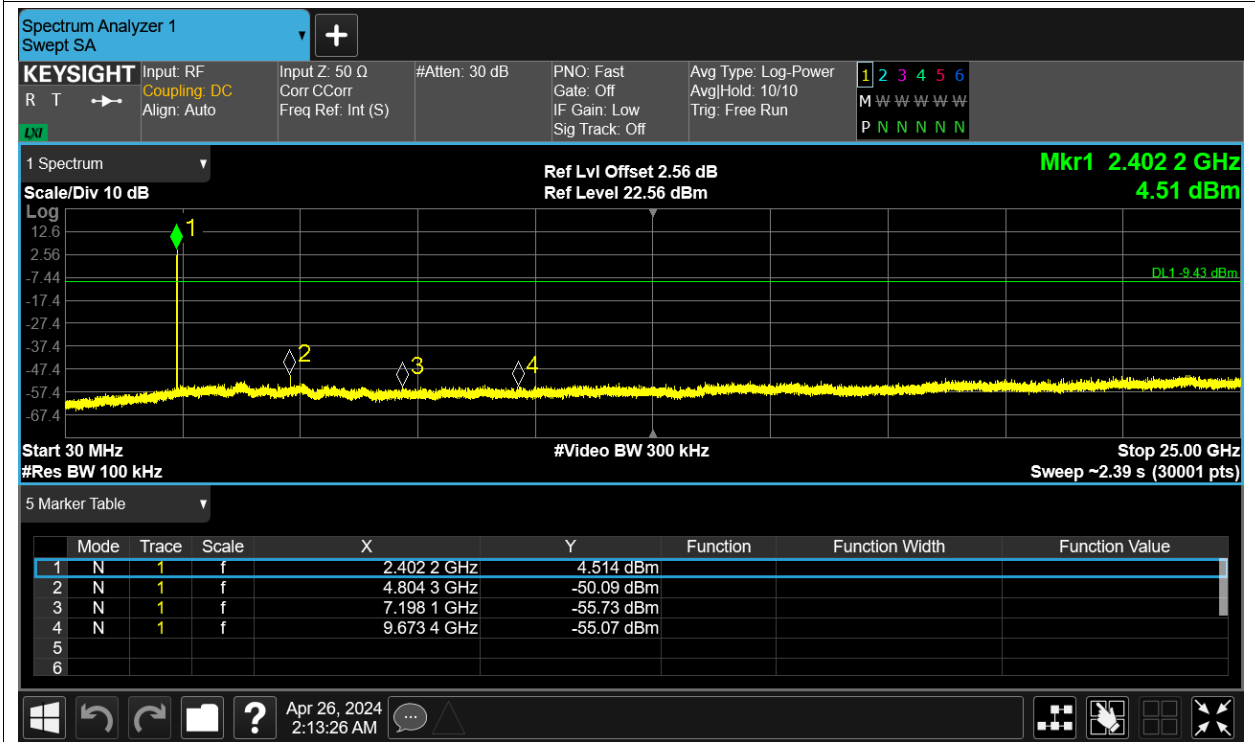 Spectrum Analyzer 1
Swept SA
KEYSIGHT
R T
LXI
Input: RF
Coupling: DC
Align: Auto
Input Z: 50 Ω
Corr CCorr
Freq Ref: Int (S)
#Atten: 30 dB
PNO: Fast
Gate: Off
IF Gain: Low
Sig Track: Off
Avg Type: Log-Power
Avg|Hold: 10/10
Trig: Free Run
1 2 3 4 5 6
M W W W W W
P N N N N N
1 Spectrum
Scale/Div 10 dB
Ref Lvl Offset 2.56 dB
Ref Level 22.56 dBm
Mkr1 2.402 2 GHz
4.51 dBm
Log
12.6
2.56
-7.44
-17.4
-27.4
-37.4
-47.4
-57.4
-67.4
1
2
3
4
DL1 -9.43 dBm
Start 30 MHz
#Video BW 300 kHz
Stop 25.00 GHz
#Res BW 100 kHz
Sweep ~2.39 s (30001 pts)
5 Marker Table
Mode Trace Scale X Y Function Function Width Function Value
1 N 1 f 2.402 2 GHz 4.514 dBm
2 N 1 f 4.804 3 GHz -50.09 dBm
3 N 1 f 7.198 1 GHz -55.73 dBm
4 N 1 f 9.673 4 GHz -55.07 dBm
5
6
?
Apr 26, 2024
2:13:26 AM